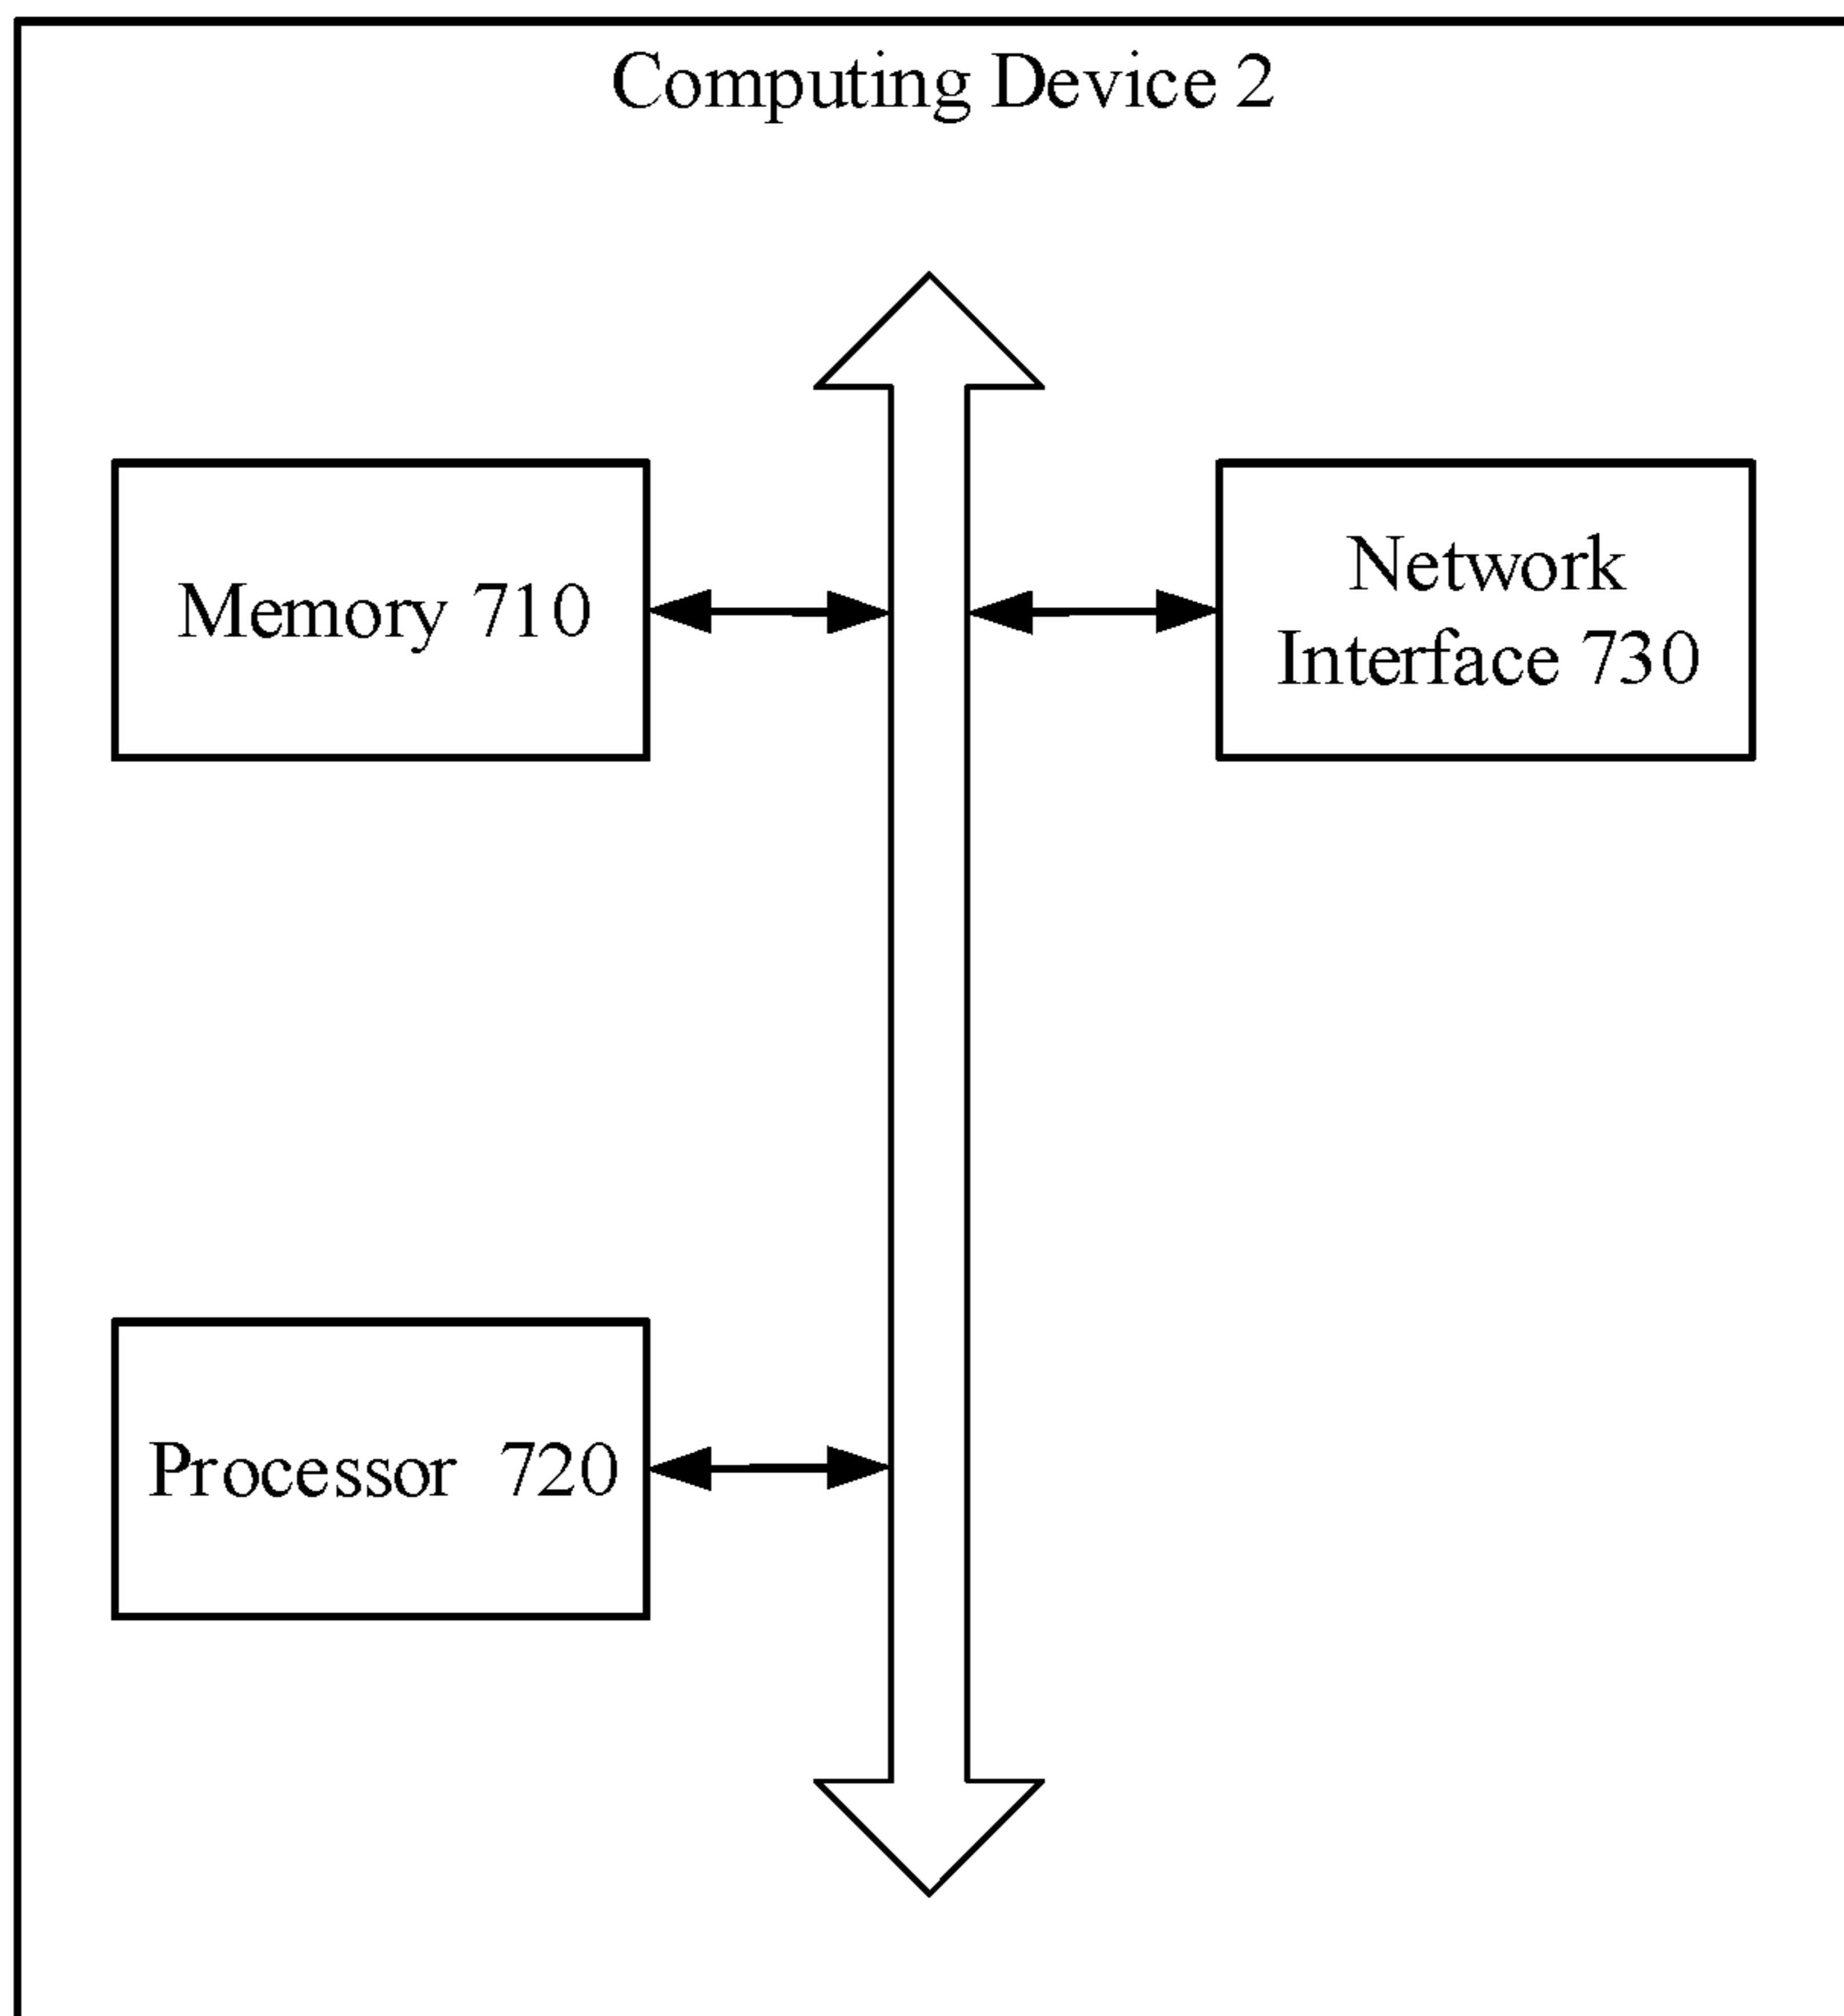 Computing Device 2
Memory 710
Network
Interface 730
Processor 720